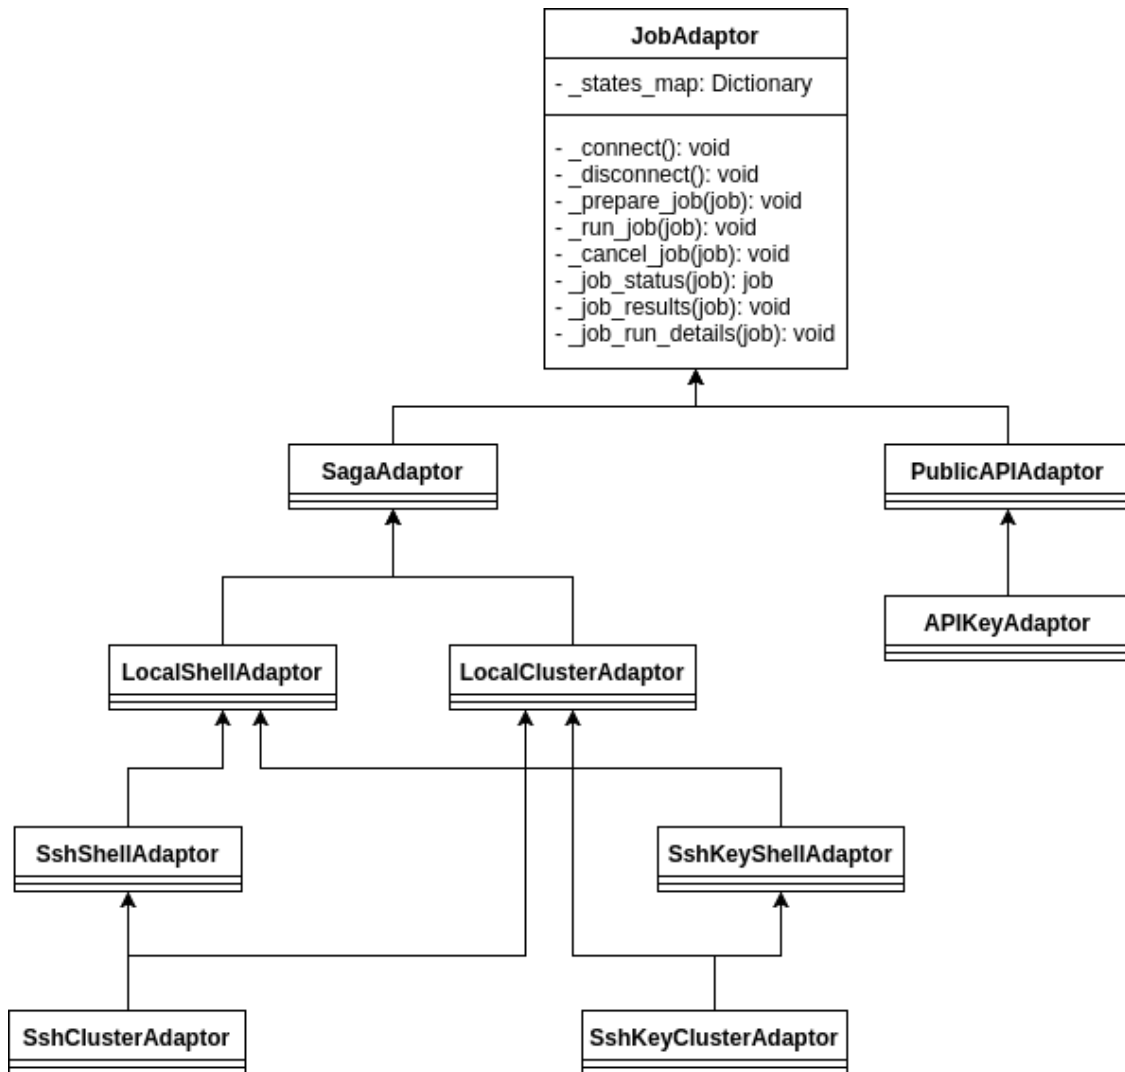 JobAdaptor
- _states_map: Dictionary
- _connect(): void
- _disconnect(): void
- _prepare_job(job): void
- _run_job(job): void
- _cancel_job(job): void
- _job_status(job): job
- _job_results(job): void
- _job_run_details(job): void
SagaAdaptor
PublicAPIAdaptor
APIKeyAdaptor
LocalShellAdaptor
LocalClusterAdaptor
SshShellAdaptor
SshKeyShellAdaptor
SshClusterAdaptor
SshKeyClusterAdaptor